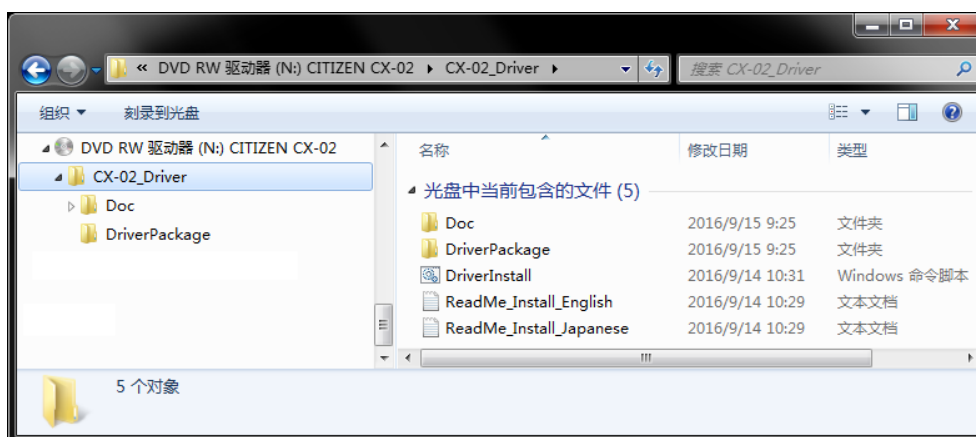 « DVD RW 驱动器 (N:) CITIZEN CX-02 ▸ CX-02_Driver ▸
搜索 CX-02_Driver
组织 ▼ 刻录到光盘
DVD RW 驱动器 (N:) CITIZEN CX-02
CX-02_Driver
Doc
DriverPackage
名称 修改日期 类型
光盘中当前包含的文件 (5)
Doc 2016/9/15 9:25 文件夹
DriverPackage 2016/9/15 9:25 文件夹
DriverInstall 2016/9/14 10:31 Windows 命令脚本
ReadMe_Install_English 2016/9/14 10:29 文本文档
ReadMe_Install_Japanese 2016/9/14 10:29 文本文档
5 个对象